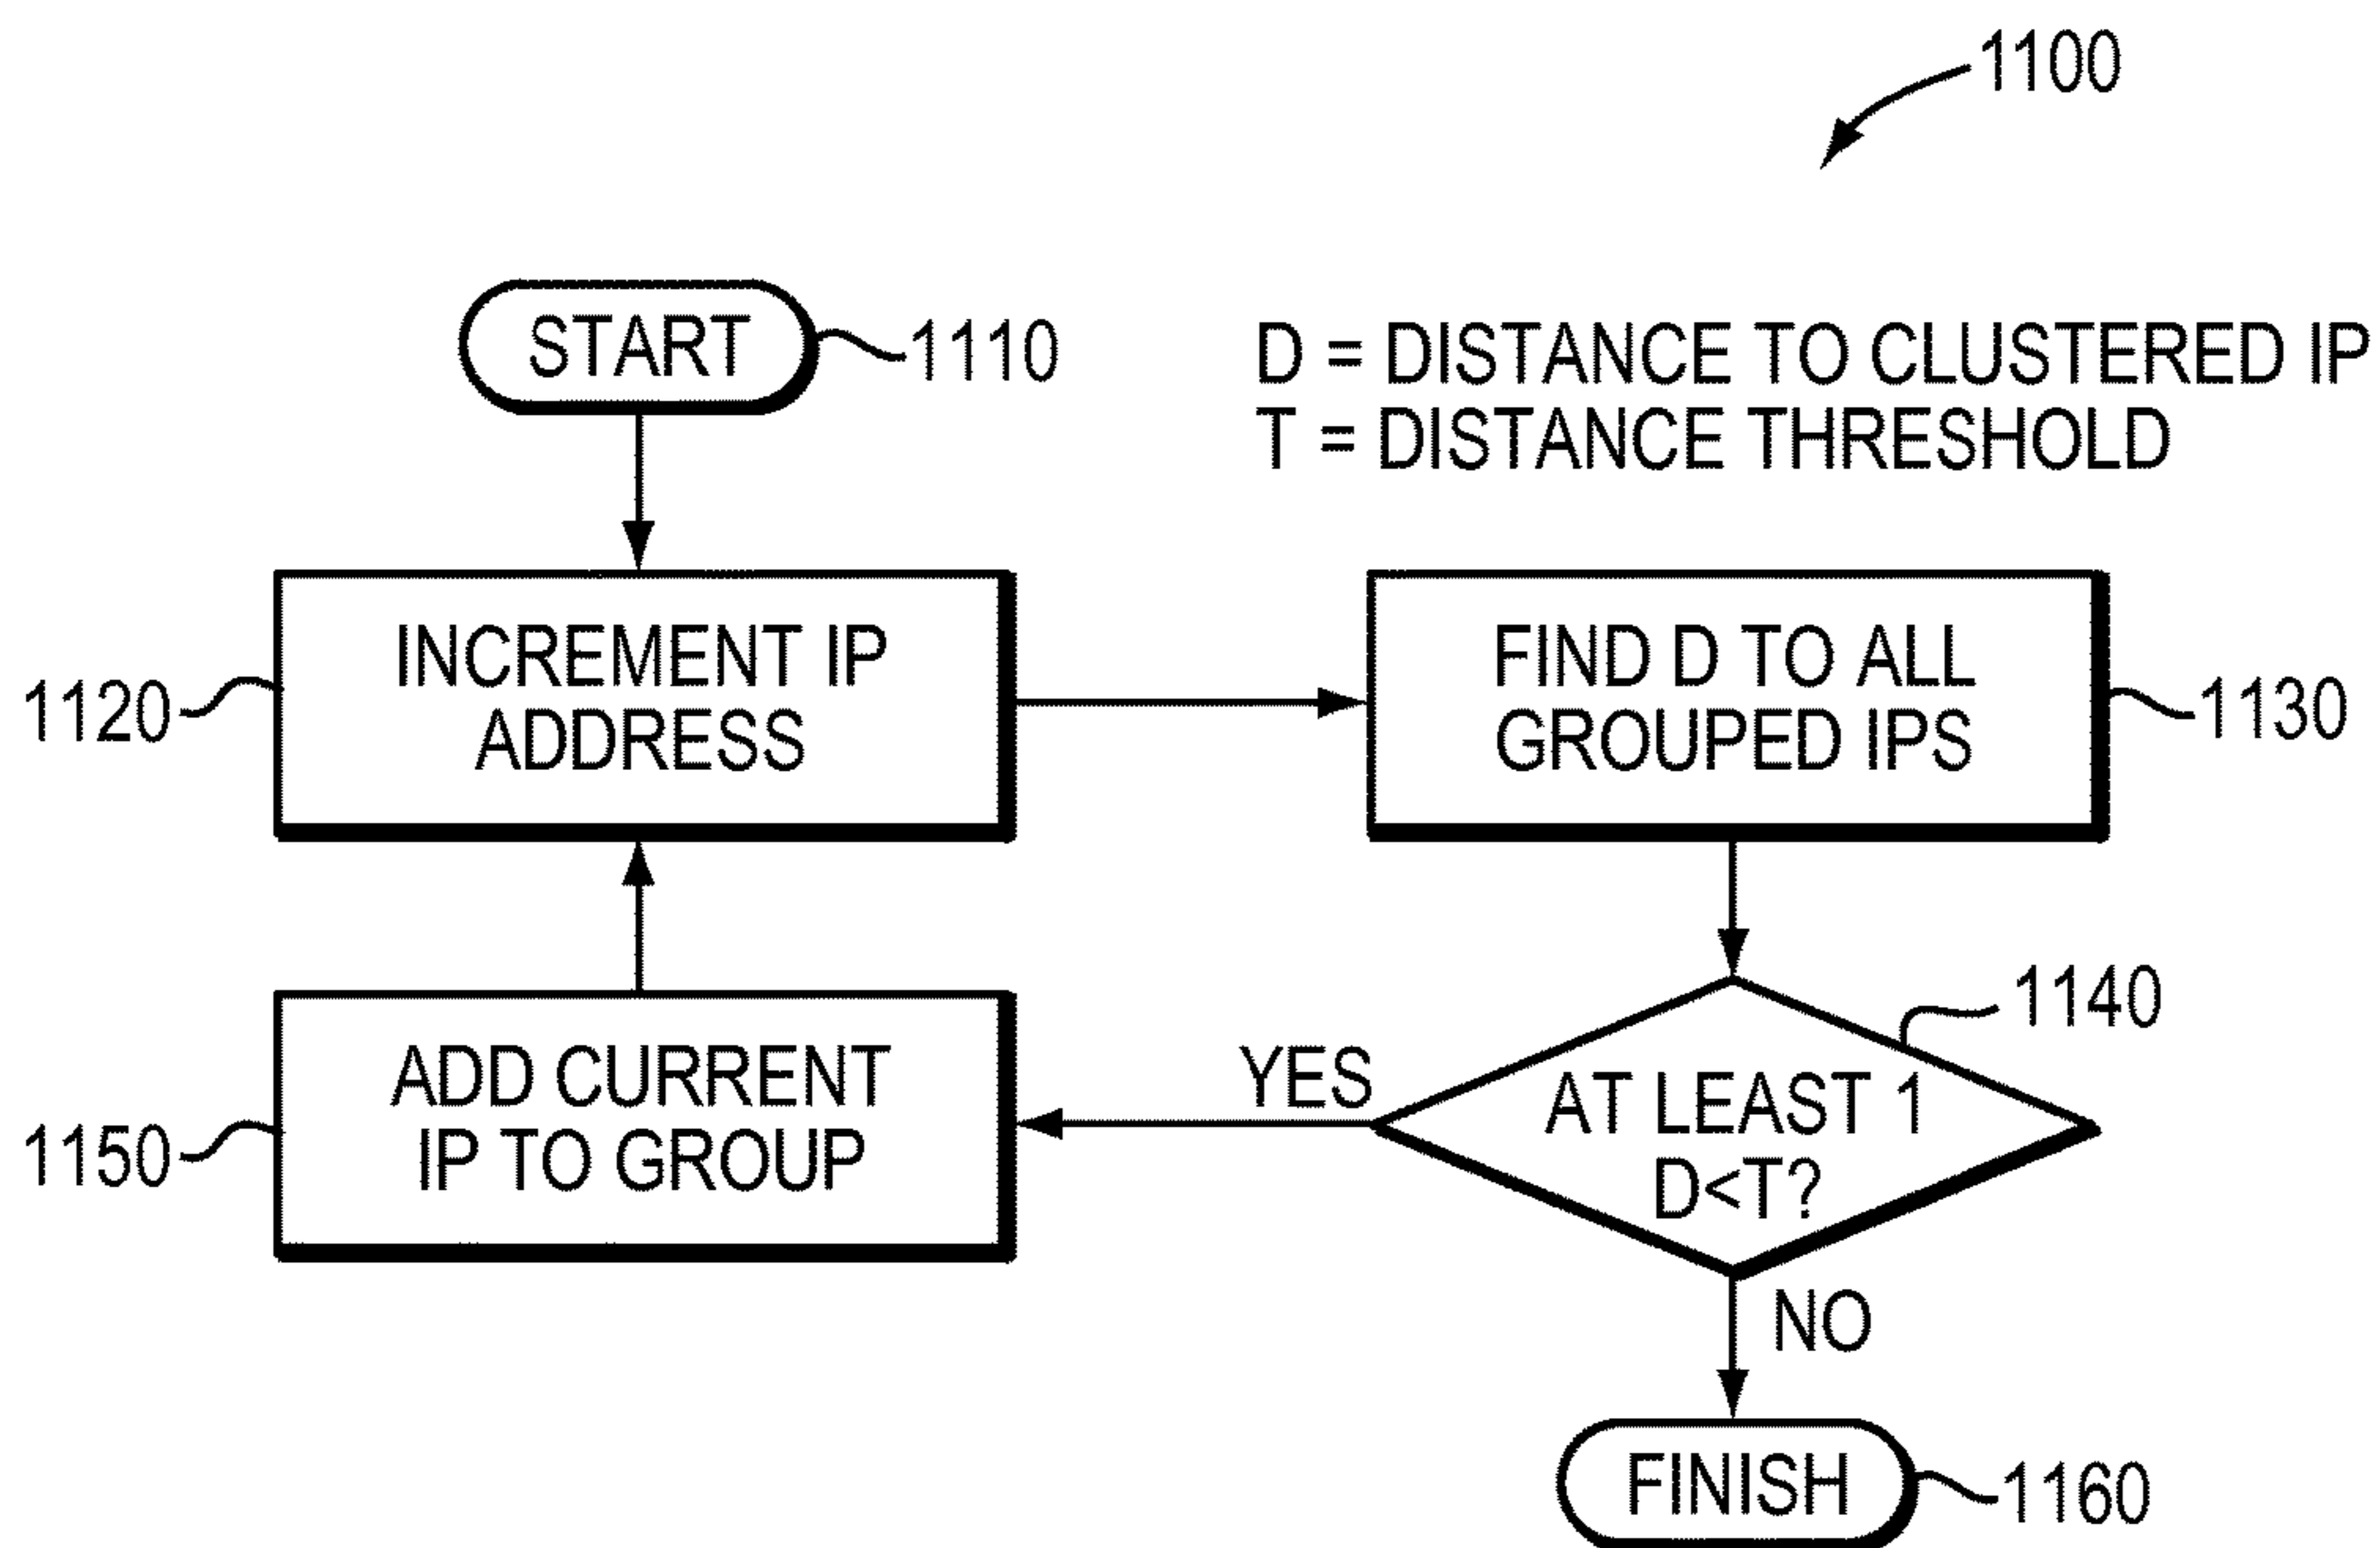 1100
START
1110
D = DISTANCE TO CLUSTERED IP
T = DISTANCE THRESHOLD
1120
INCREMENT IP
ADDRESS
FIND D TO ALL
GROUPED IPS
1130
1140
AT LEAST 1
D<T?
YES
ADD CURRENT
IP TO GROUP
1150
NO
FINISH
1160